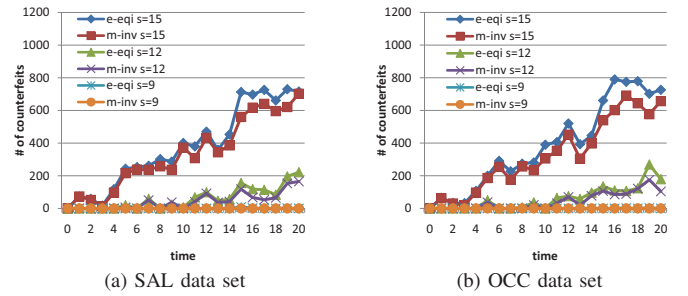 1200
1000
800
600
400
200
0
# of counterfeits
e-eqi s=15
m-inv s=15
e-eqi s=12
m-inv s=12
e-eqi s=9
m-inv s=9
0 2 4 6 8 10 12 14 16 18 20
time
(a) SAL data set
1200
1000
800
600
400
200
0
# of counterfeits
e-eqi s=15
m-inv s=15
e-eqi s=12
m-inv s=12
e-eqi s=9
m-inv s=9
0 2 4 6 8 10 12 14 16 18 20
time
(b) OCC data set